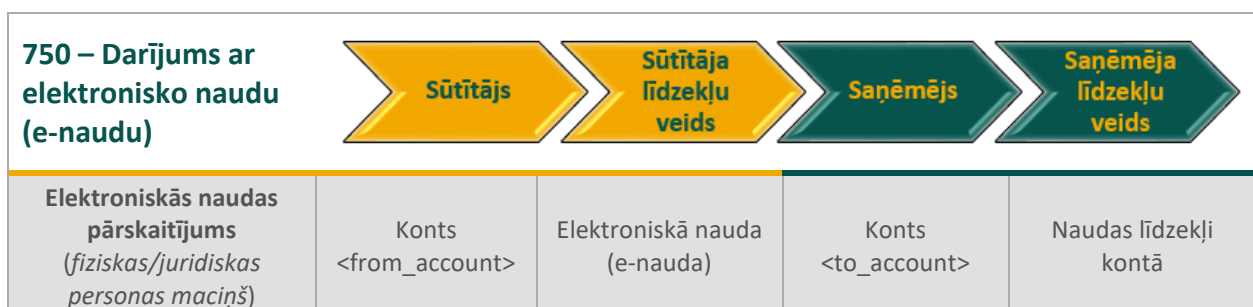 750 – Darījums ar
elektronisko naudu
(e-naudu)
Sūtītājs
Sūtītāja
līdzekļu
veids
Saņēmējs
Saņēmēja
līdzekļu
veids
Elektroniskās naudas
pārskaitījums
(fiziskas/juridiskas
personas maciņš)
Konts
<from_account>
Elektroniskā nauda
(e-nauda)
Konts
<to_account>
Naudas līdzekļi
kontā